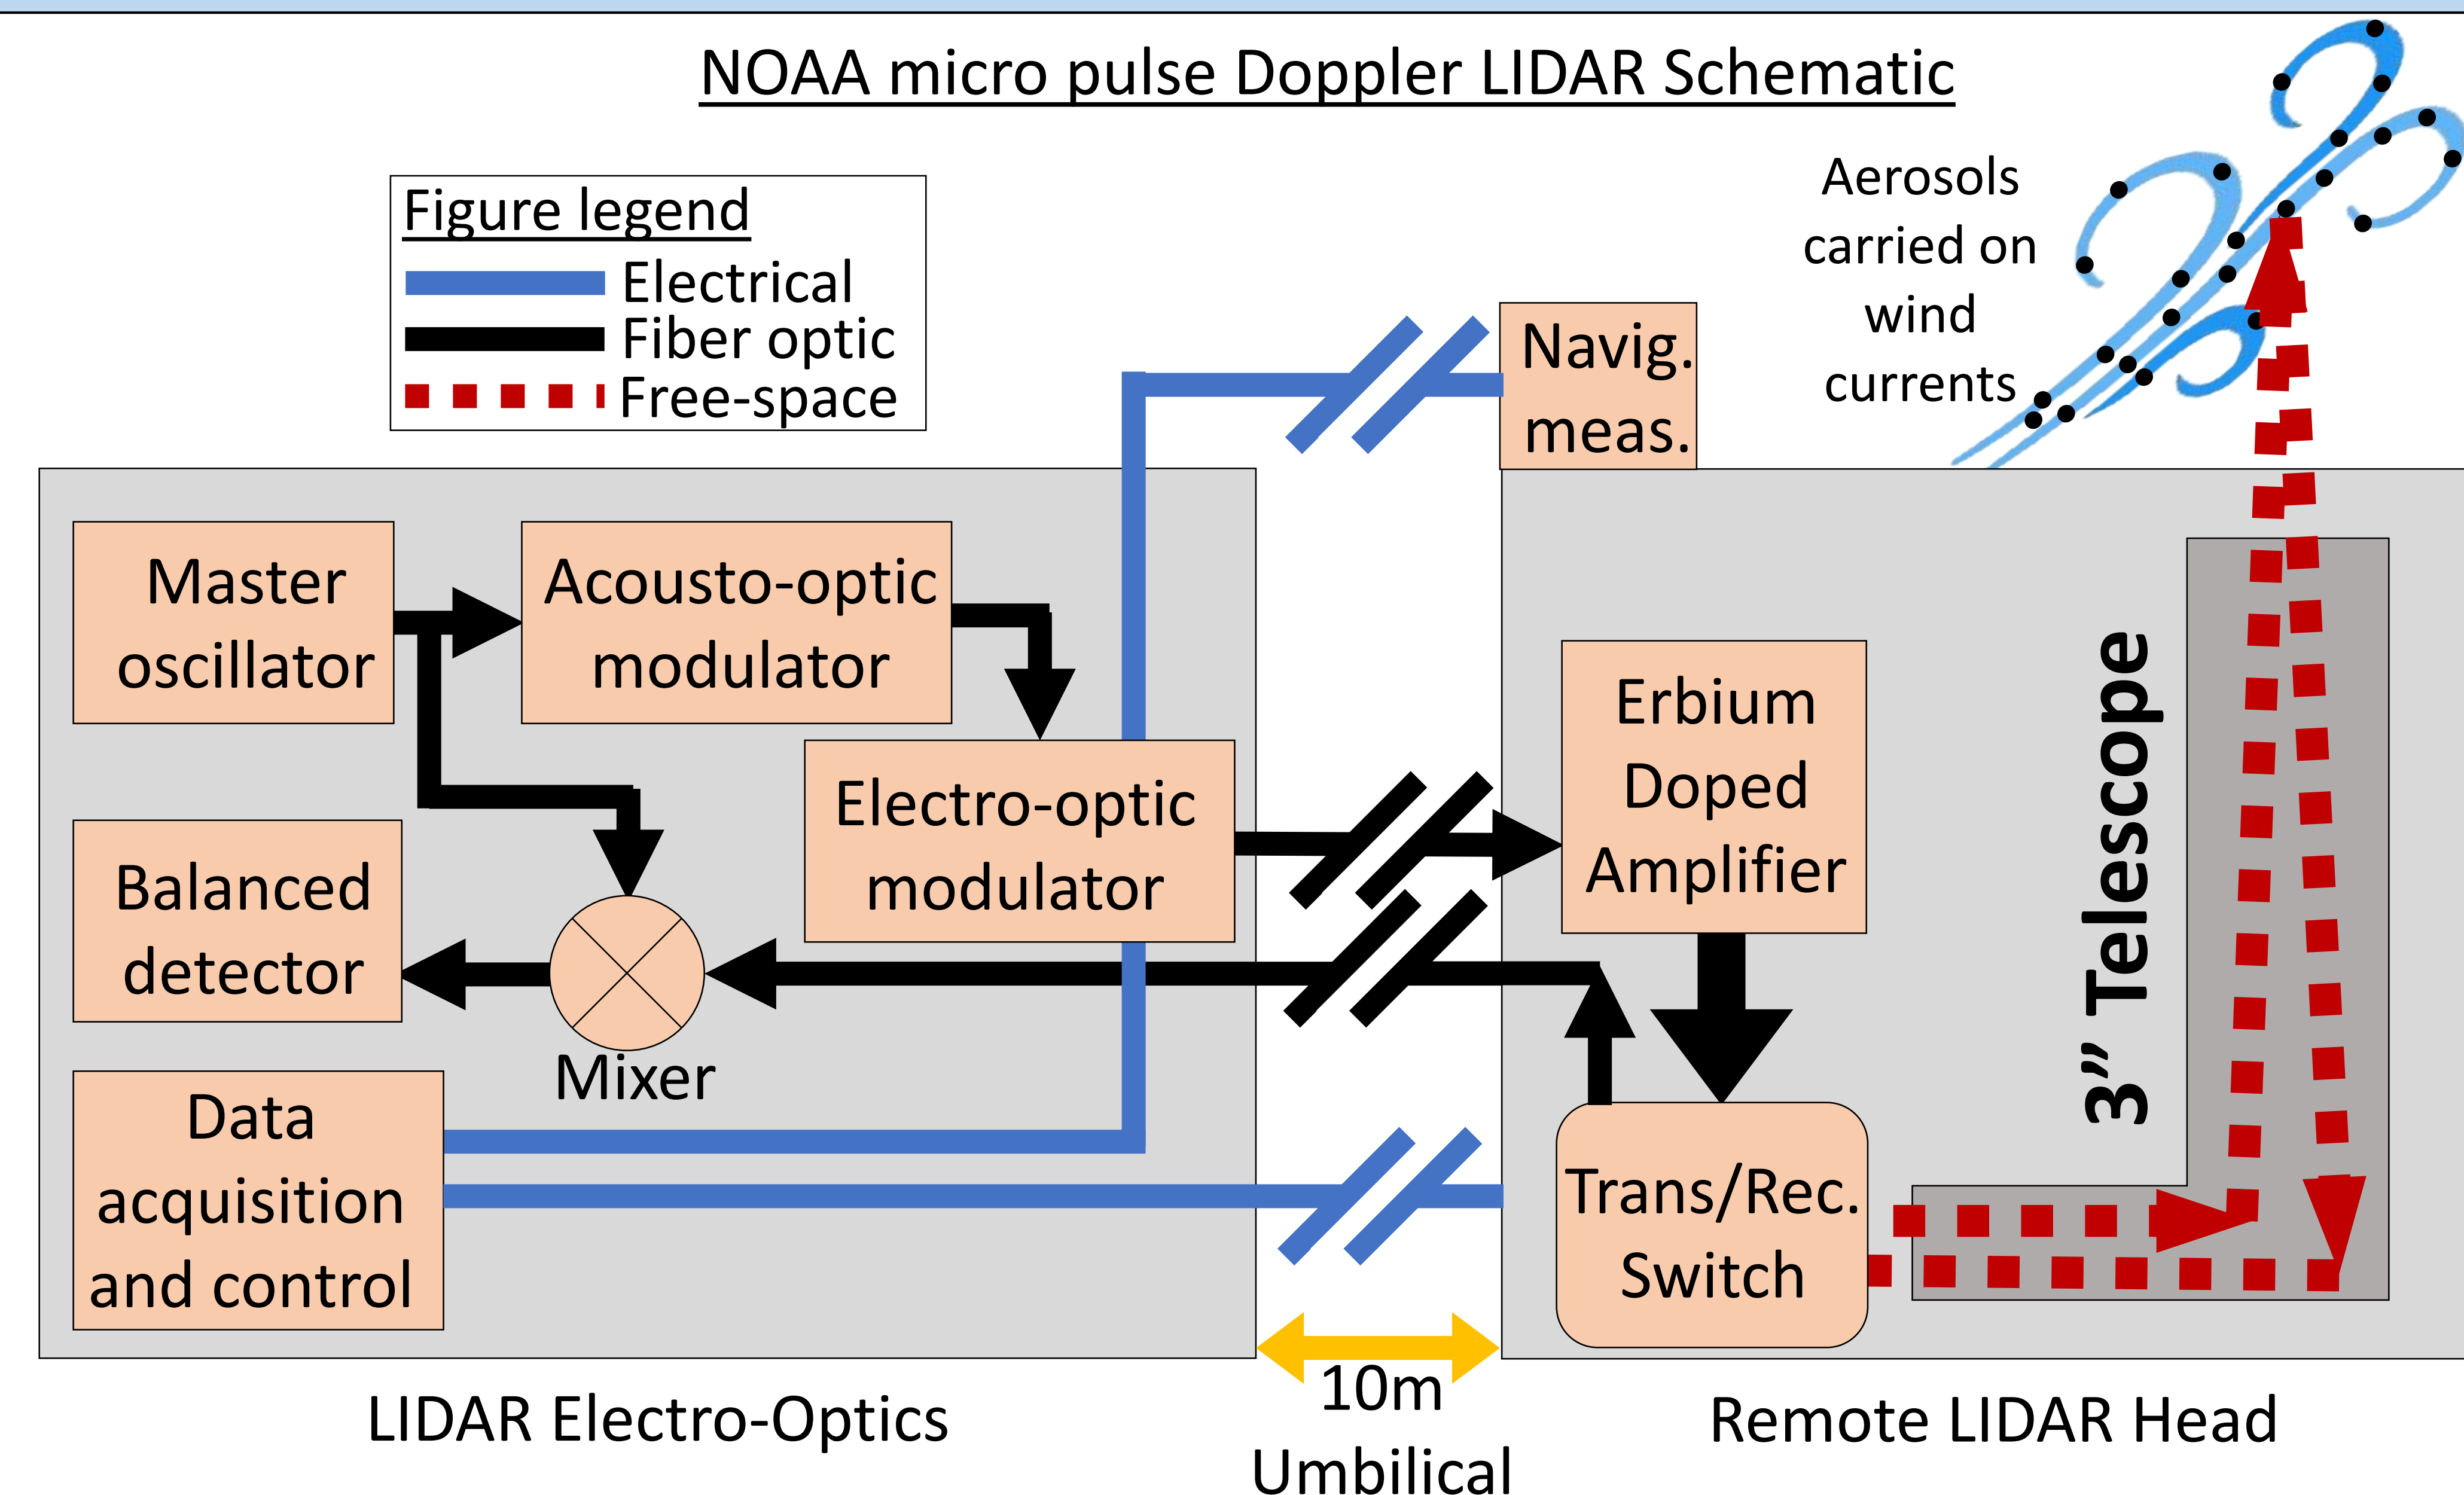 NOAA micro pulse Doppler LIDAR Schematic
Figure legend
Electrical
Fiber optic
Free-space
Aerosols
carried on
wind
currents
Navig.
meas.
Master
oscillator
Acousto-optic
modulator
Electro-optic
modulator
Balanced
detector
Mixer
Data
acquisition
and control
Erbium
Doped
Amplifier
Trans/Rec.
Switch
3” Telescope
LIDAR Electro-Optics
10m
Umbilical
Remote LIDAR Head